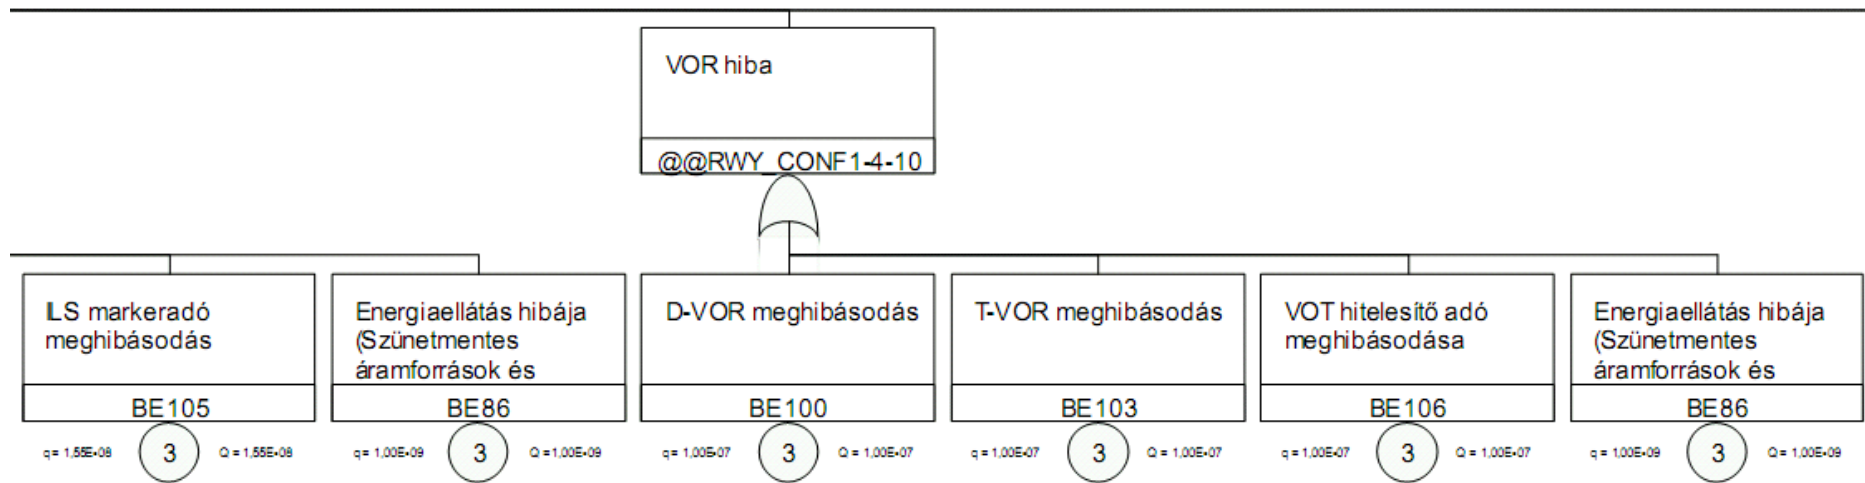 VOR hiba
@@RWY_CONF1-4-10
ILS markeradó
meghibásodás
BE105
q = 1,55E-08
3
Q = 1,55E-08
Energiaellátás hibája
(Szünetmentes
áramforrások és
BE86
q = 1,00E-09
3
Q = 1,00E-09
D-VOR meghibásodás
BE100
q = 1,00E-07
3
Q = 1,00E-07
T-VOR meghibásodás
BE103
q = 1,00E-07
3
Q = 1,00E-07
VOT hitelesítő adó
meghibásodása
BE106
q = 1,00E-07
3
Q = 1,00E-07
Energiaellátás hibája
(Szünetmentes
áramforrások és
BE86
q = 1,00E-09
3
Q = 1,00E-09